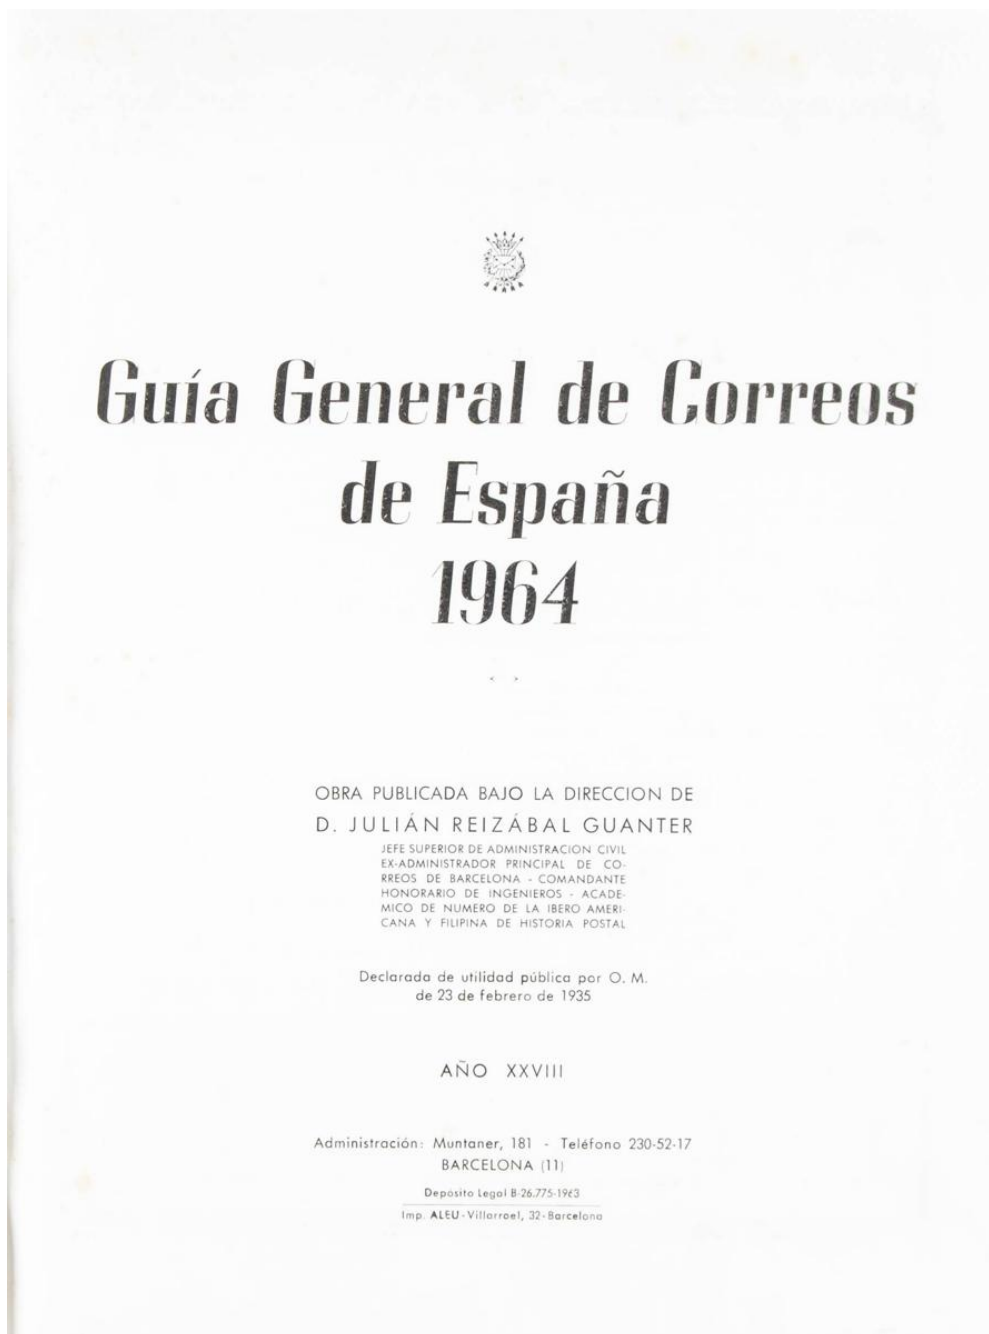 Guía General de Correos
de España
1964
< >
OBRA PUBLICADA BAJO LA DIRECCION DE
D. JULIÁN REIZÁBAL GUANTER
JEFE SUPERIOR DE ADMINISTRACION CIVIL
EX-ADMINISTRADOR PRINCIPAL DE CO-
RREOS DE BARCELONA - COMANDANTE
HONORARIO DE INGENIEROS - ACADE-
MICO DE NUMERO DE LA IBERO AMERI-
CANA Y FILIPINA DE HISTORIA POSTAL
Declarada de utilidad pública por O. M.
de 23 de febrero de 1935
AÑO XXVIII
Administración: Muntaner, 181 - Teléfono 230-52-17
BARCELONA (11)
Depósito Legal B-26.775-1963
Imp. ALEU - Villarroel, 32 - Barcelona